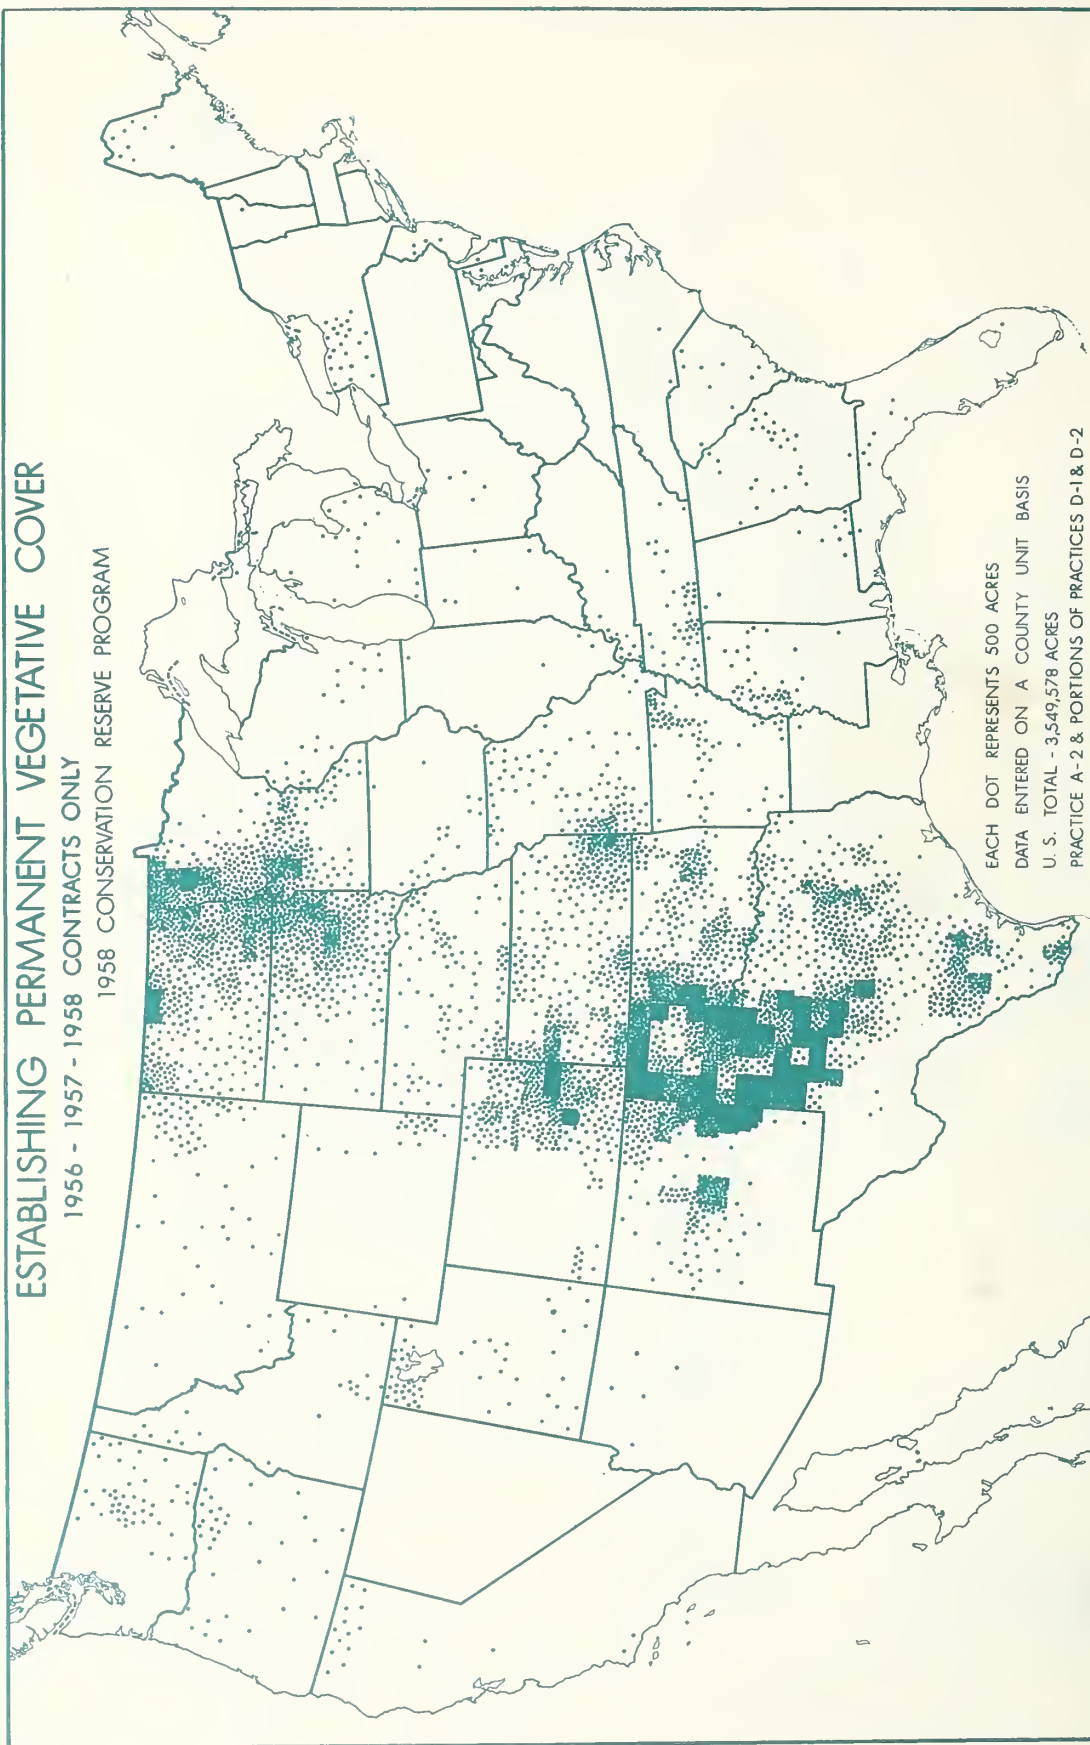 ESTABLISHING PERMANENT VEGETATIVE COVER
1956 - 1957 - 1958 CONTRACTS ONLY
1958 CONSERVATION RESERVE PROGRAM
EACH DOT REPRESENTS 500 ACRES
DATA ENTERED ON A COUNTY UNIT BASIS
U. S. TOTAL - 3,549,578 ACRES
PRACTICE A-2 & PORTIONS OF PRACTICES D-1 & D-2